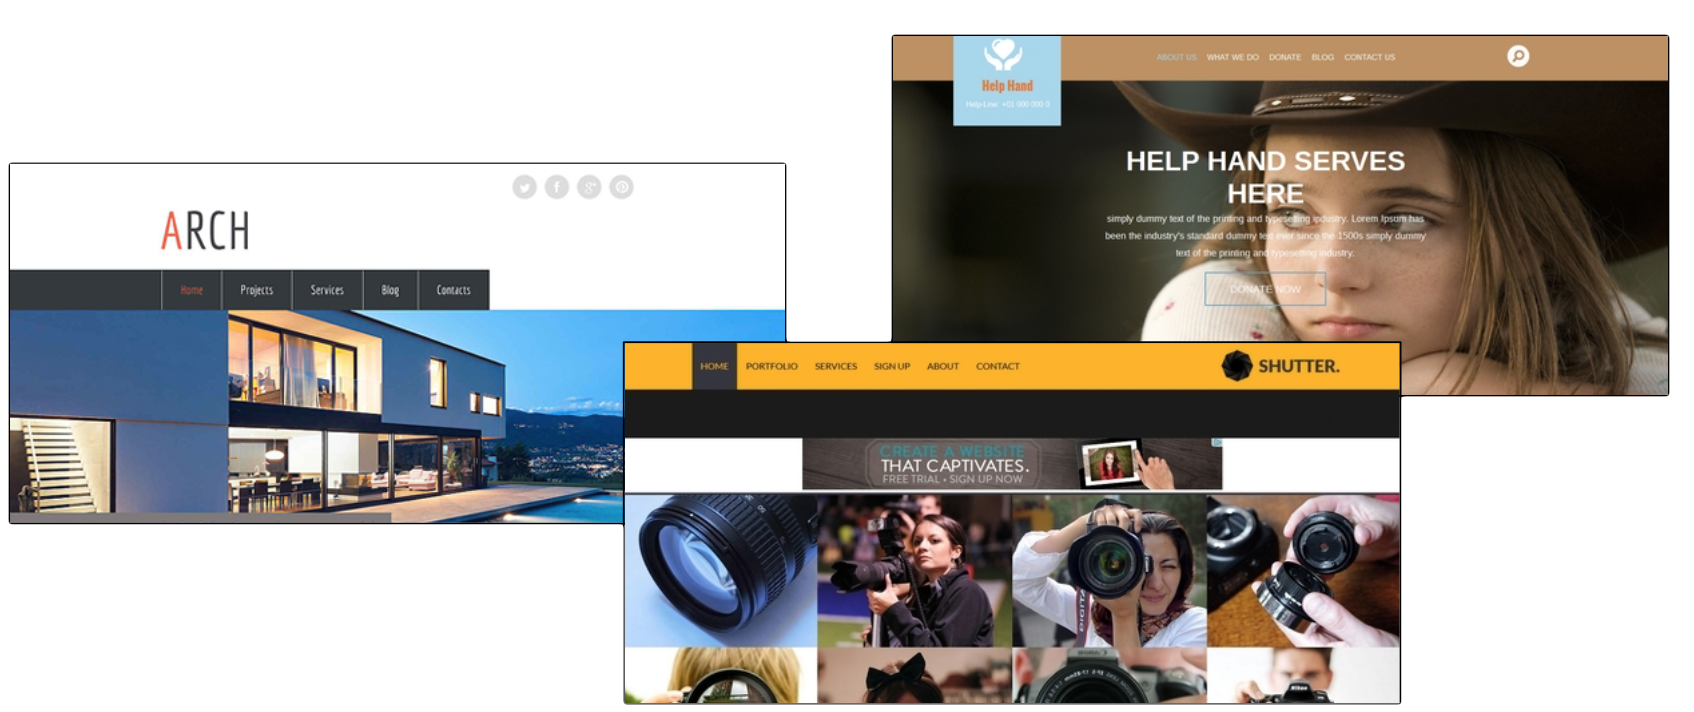 ARCH
Home Projects Services Blog Contacts
Help Hand
Help-Line: +01 000 000 0
ABOUT US WHAT WE DO DONATE BLOG CONTACT US
HELP HAND SERVES
HERE
simply dummy text of the printing and typesetting industry. Lorem Ipsum has
been the industry's standard dummy text ever since the 1500s simply dummy
text of the printing and typesetting industry.
DONATE NOW
HOME PORTFOLIO SERVICES SIGN UP ABOUT CONTACT
SHUTTER.
CREATE A WEBSITE
THAT CAPTIVATES.
FREE TRIAL • SIGN UP NOW
DIGITA
Nikon